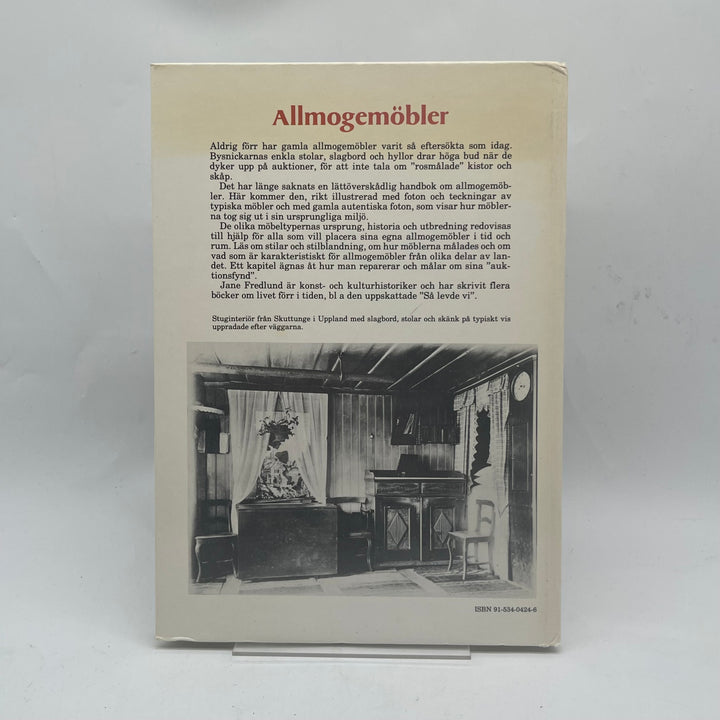 Allmogemöbler
Aldrig förr har gamla allmogemöbler varit så eftersökta som idag.
Bysnickarnas enkla stolar, slagbord och hyllor drar höga bud när de
dyker upp på auktioner, för att inte tala om "rosmålade" kistor och
skåp.
Det har länge saknats en lättöverskådlig handbok om allmogemöb-
ler. Här kommer den, rikt illustrerad med foton och teckningar av
typiska möbler och med gamla autentiska foton, som visar hur möbler-
na tog sig ut i sin ursprungliga miljö.
De olika möbeltypernas ursprung, historia och utbredning redovisas
till hjälp för alla som vill placera sina egna allmogemöbler i tid och
rum. Läs om stilar och stilblandning, om hur möblerna målades och om
vad som är karakteristiskt för allmogemöbler från olika delar av lan-
det. Ett kapitel ägnas åt hur man reparerar och målar om sina "auk-
tionsfynd".
Jane Fredlund är konst- och kulturhistoriker och har skrivit flera
böcker om livet förr i tiden, bl a den uppskattade "Så levde vi".
Stuginteriör från Skuttunge i Uppland med slagbord, stolar och skänk på typiskt vis
uppradade efter väggarna.
ISBN 91-534-0424-6